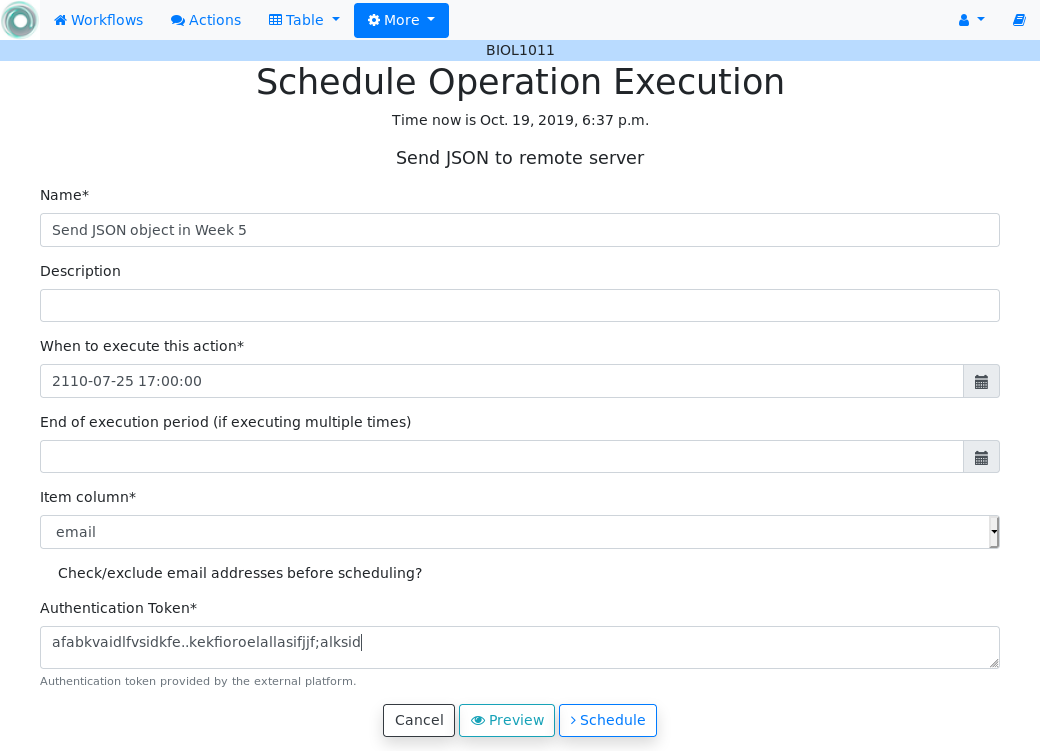 Workflows Actions Table More
BIOL1011
Schedule Operation Execution
Time now is Oct. 19, 2019, 6:37 p.m.
Send JSON to remote server
Name*
Send JSON object in Week 5
Description
When to execute this action*
2110-07-25 17:00:00
End of execution period (if executing multiple times)
Item column*
email
Check/exclude email addresses before scheduling?
Authentication Token*
afabkvaidlfvsidkfe..kekfioroelallasifjjf;alksid
Authentication token provided by the external platform.
Cancel Preview Schedule